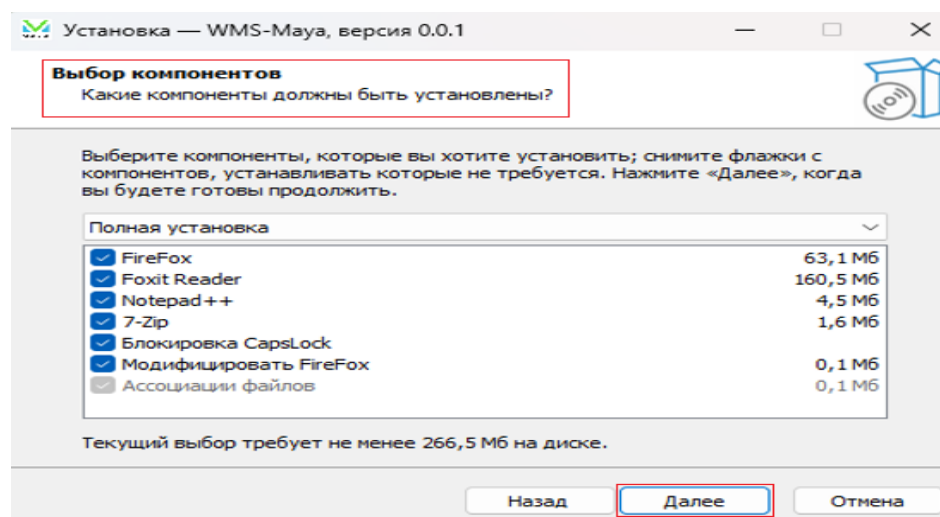 Установка — WMS-Maya, версия 0.0.1
Выбор компонентов
Какие компоненты должны быть установлены?
Выберите компоненты, которые вы хотите установить; снимите флажки с
компонентов, устанавливать которые не требуется. Нажмите «Далее», когда
вы будете готовы продолжить.
Полная установка
FireFox 63,1 Мб
Foxit Reader 160,5 Мб
Notepad++ 4,5 Мб
7-Zip 1,6 Мб
Блокировка CapsLock
Модифицировать FireFox 0,1 Мб
Ассоциации файлов 0,1 Мб
Текущий выбор требует не менее 266,5 Мб на диске.
Назад Далее Отмена